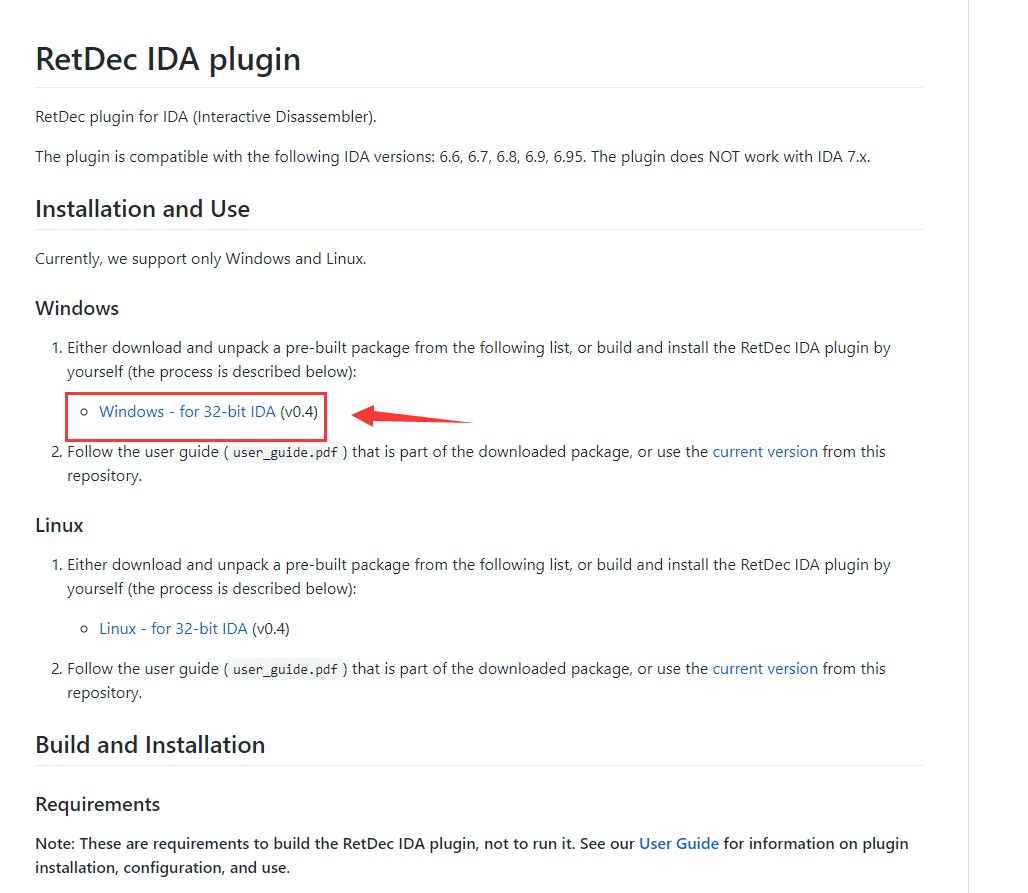 RetDec IDA plugin
RetDec plugin for IDA (Interactive Disassembler).
The plugin is compatible with the following IDA versions: 6.6, 6.7, 6.8, 6.9, 6.95. The plugin does NOT work with IDA 7.x.
Installation and Use
Currently, we support only Windows and Linux.
Windows
1. Either download and unpack a pre-built package from the following list, or build and install the RetDec IDA plugin by
yourself (the process is described below):
Windows - for 32-bit IDA (v0.4)
2. Follow the user guide ( user_guide.pdf ) that is part of the downloaded package, or use the current version from this
repository.
Linux
1. Either download and unpack a pre-built package from the following list, or build and install the RetDec IDA plugin by
yourself (the process is described below):
Linux - for 32-bit IDA (v0.4)
2. Follow the user guide ( user_guide.pdf ) that is part of the downloaded package, or use the current version from this
repository.
Build and Installation
Requirements
Note: These are requirements to build the RetDec IDA plugin, not to run it. See our User Guide for information on plugin
installation, configuration, and use.